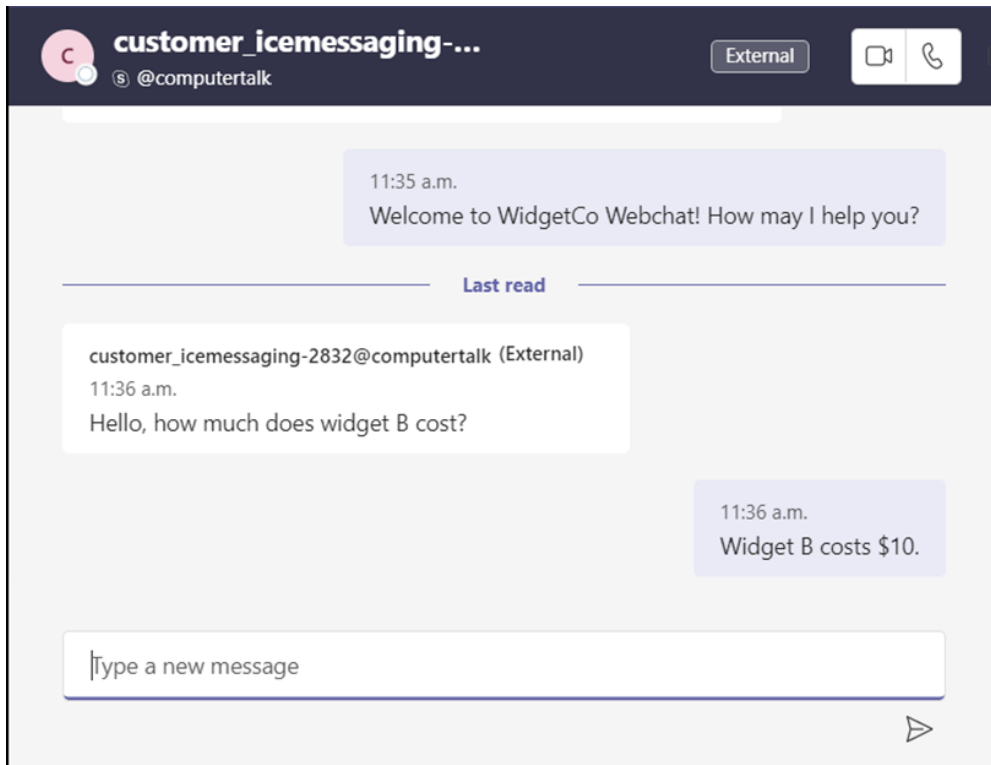 C
customer_icemessaging-...
S @computertalk
External
11:35 a.m.
Welcome to WidgetCo Webchat! How may I help you?
Last read
customer_icemessaging-2832@computertalk (External)
11:36 a.m.
Hello, how much does widget B cost?
11:36 a.m.
Widget B costs $10.
Type a new message